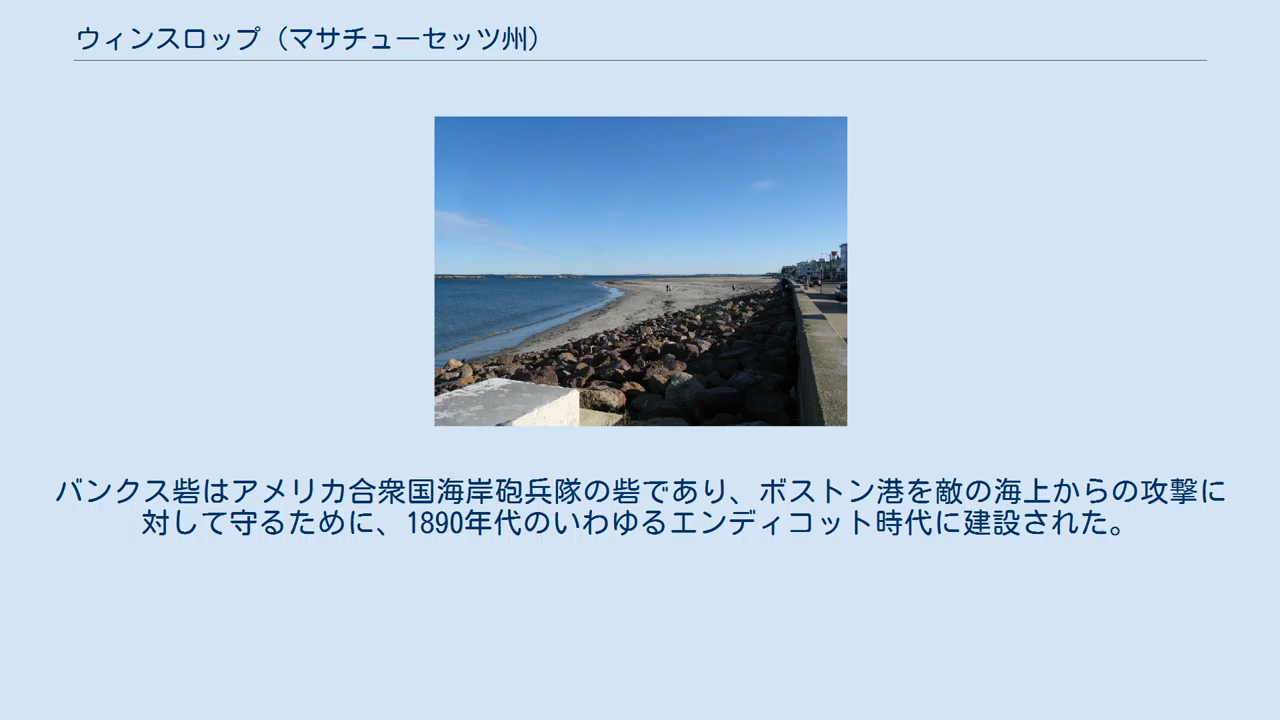 ウィンスロップ（マサチューセッツ州）
バンクス砦はアメリカ合衆国海岸砲兵隊の砦であり、ボストン港を敵の海上からの攻撃に
対して守るために、1890年代のいわゆるエンディコット時代に建設された。